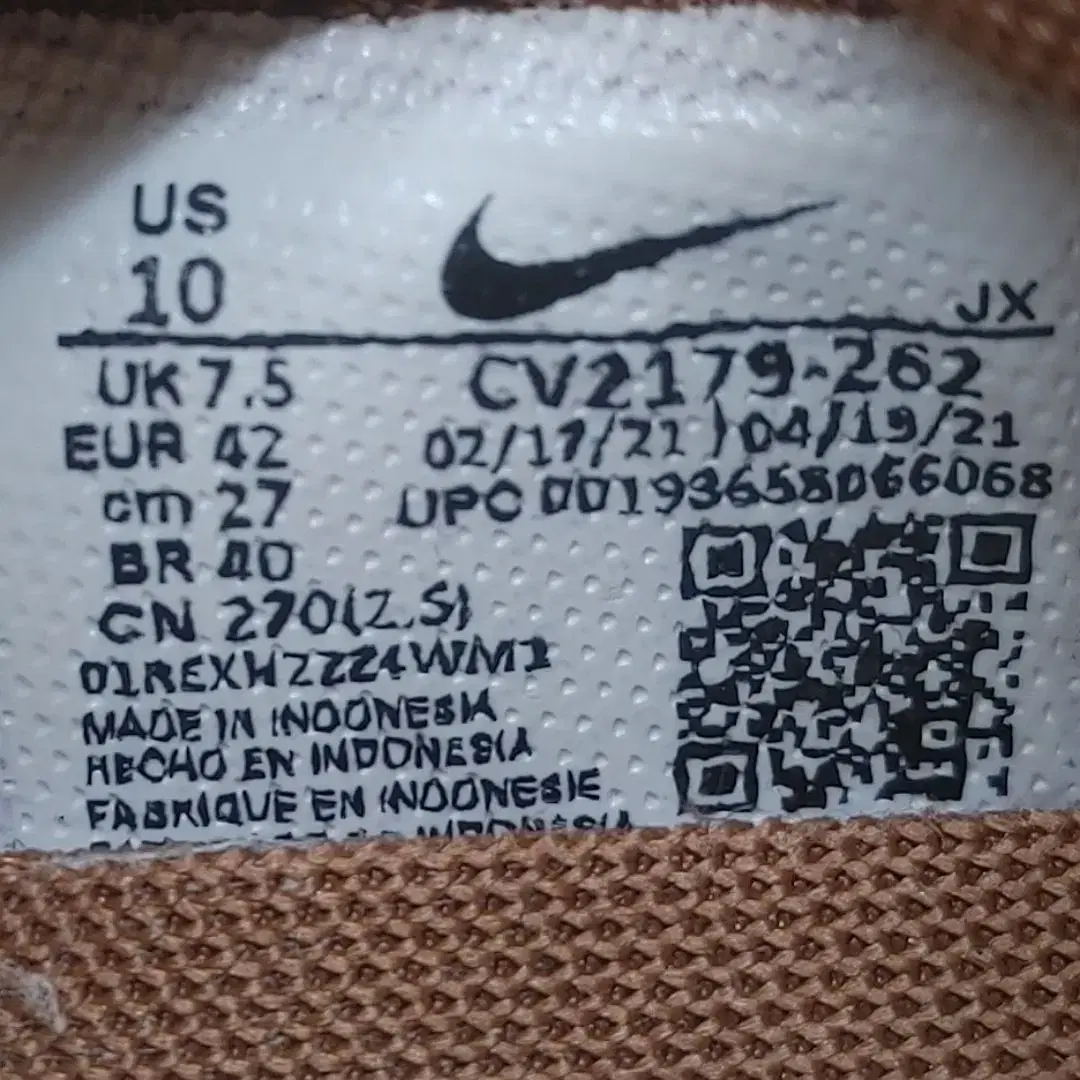 US
10
JX
UK 7.5
CV2179-262
EUR 42
02/17/21
04/19/21
cm 27
UPC 00193658066068
BR 40
CN 270(2.5)
MADE IN INDONESIA
HECHO EN INDONESIA
FABRIQUE EN INDONESIE